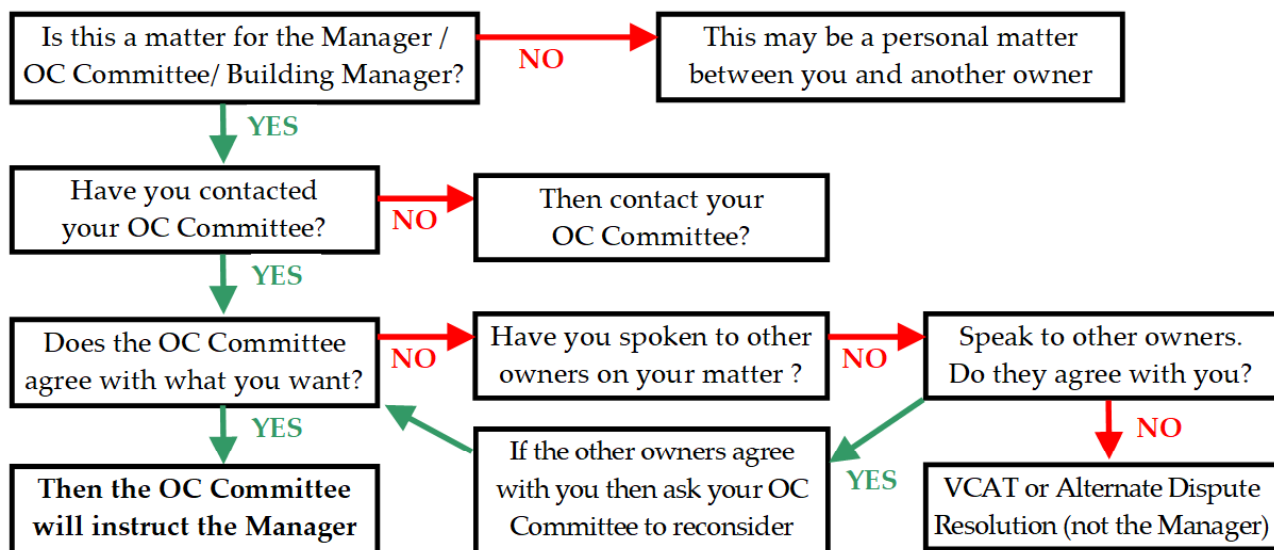 Is this a matter for the Manager /
OC Committee/ Building Manager?
NO
This may be a personal matter
between you and another owner
YES
Have you contacted
your OC Committee?
NO
Then contact your
OC Committee?
YES
Does the OC Committee
agree with what you want?
NO
Have you spoken to other
owners on your matter ?
NO
Speak to other owners.
Do they agree with you?
YES
NO
If the other owners agree
with you then ask your OC
Committee to reconsider
YES
Then the OC Committee
will instruct the Manager
VCAT or Alternate Dispute
Resolution (not the Manager)